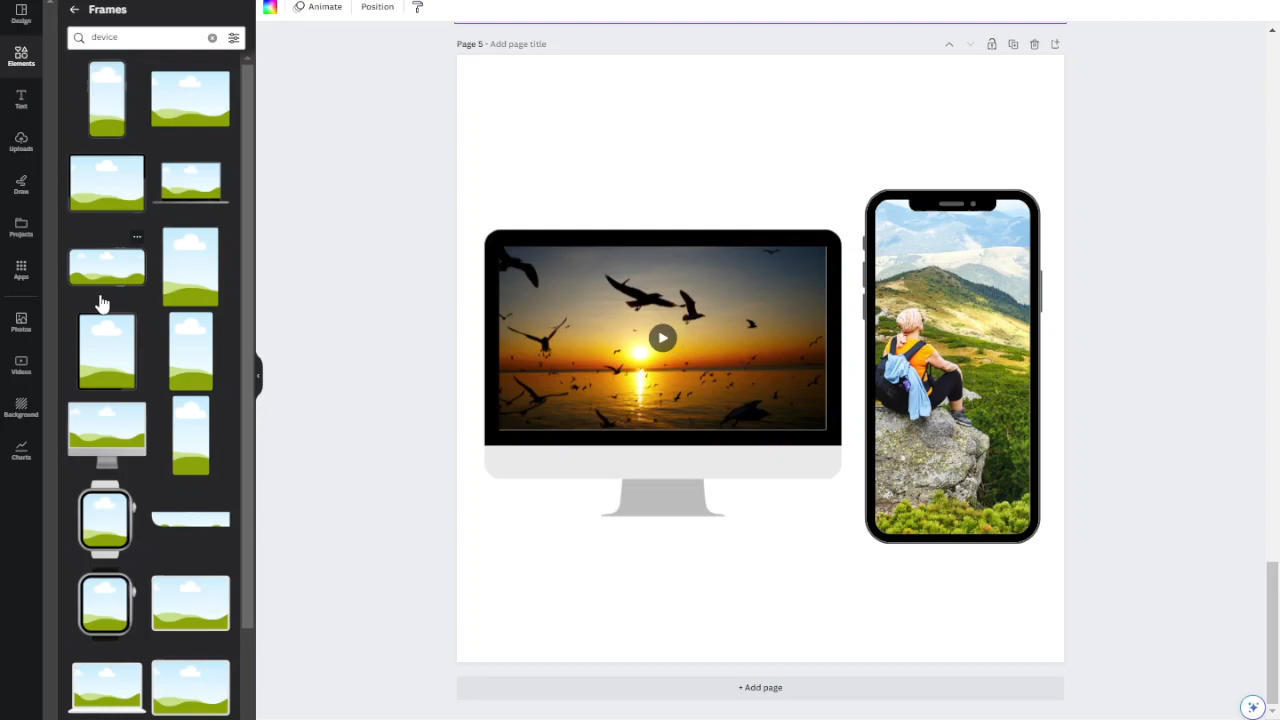 Design
Elements
Text
Uploads
Draw
Projects
Apps
Photos
Videos
Background
Charts
Frames
device
Animate
Position
Page 5 - Add page title
+ Add page